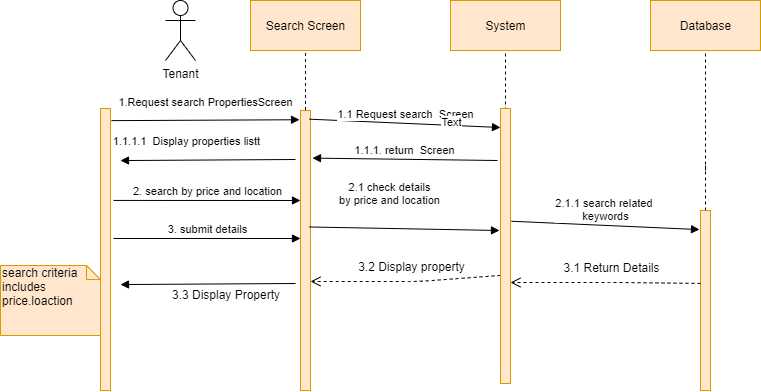 Search Screen
System
Database
Tenant
1.Request search PropertiesScreen
1.1 Request search Screen
Text
1.1.1.1 Display properties listt
1.1.1. return Screen
2. search by price and location
2.1 check details
by price and location
2.1.1 search related
keywords
3. submit details
3.2 Display property
3.1 Return Details
search criteria
includes
price.loaction
3.3 Display Property